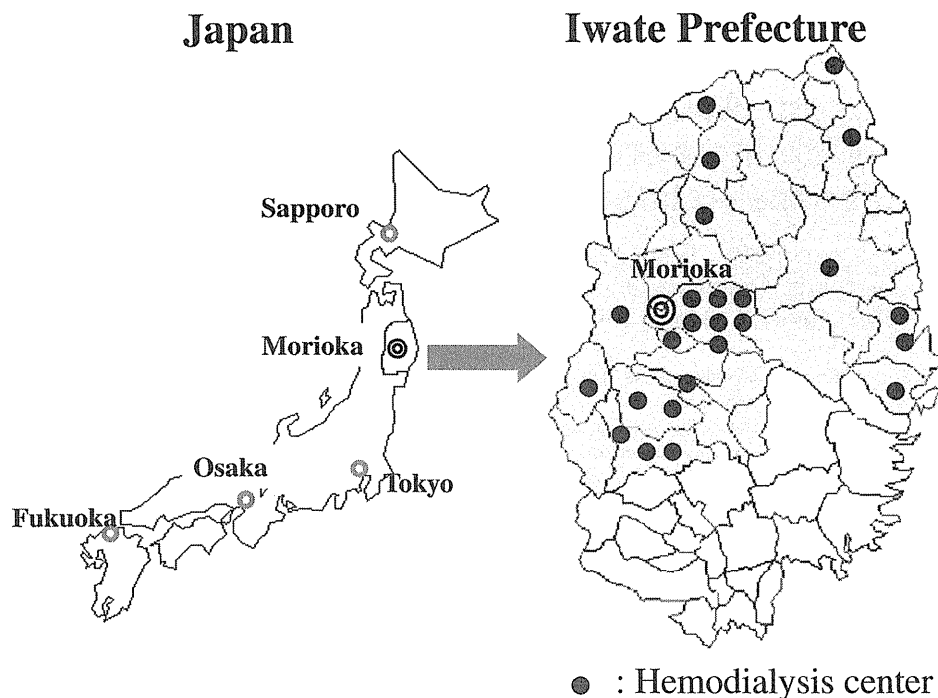 Japan
Iwate Prefecture
Sapporo
Morioka
Morioka
Osaka
Tokyo
Fukuoka
: Hemodialysis center